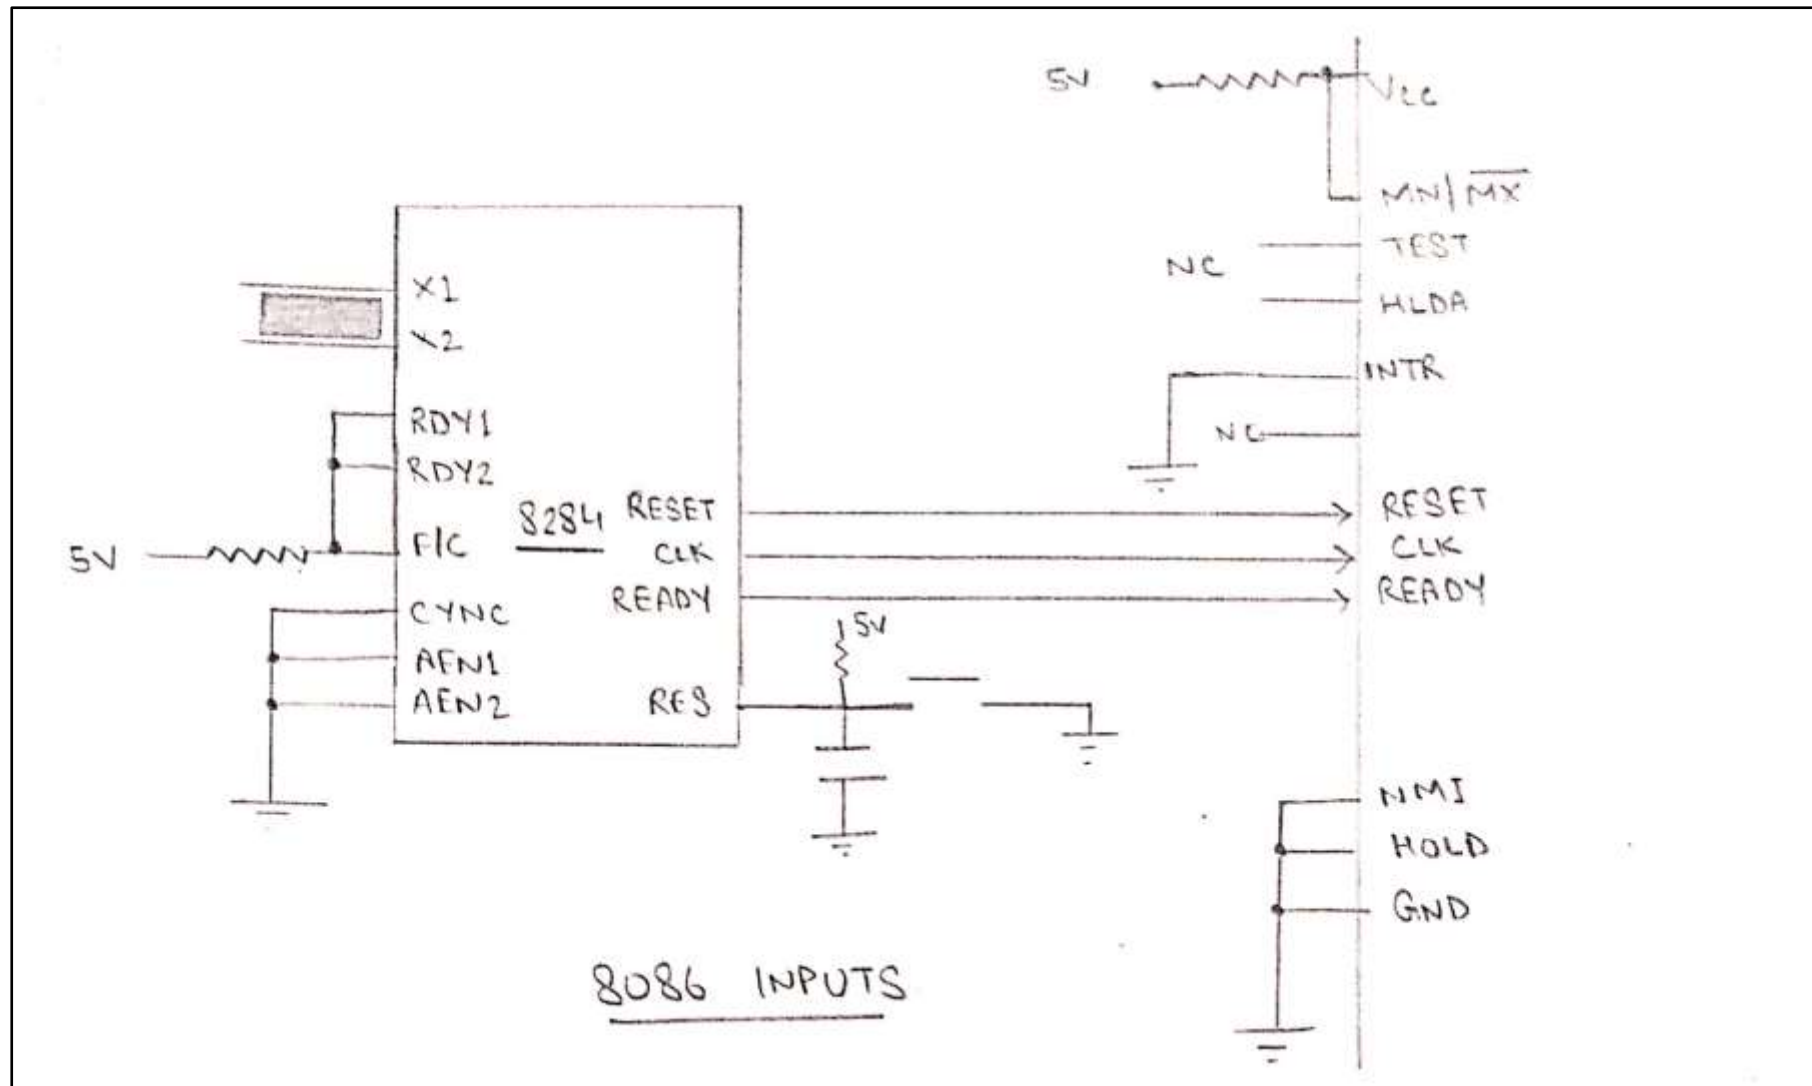 5V
VCC
MN/MX
TEST
NC
HLDA
INTR
NC
X1
X2
RDY1
RDY2
F/C
5V
CYNC
AEN1
AEN2
8284
RESET
CLK
READY
RES
5V
RESET
CLK
READY
NMI
HOLD
GND
8086 INPUTS